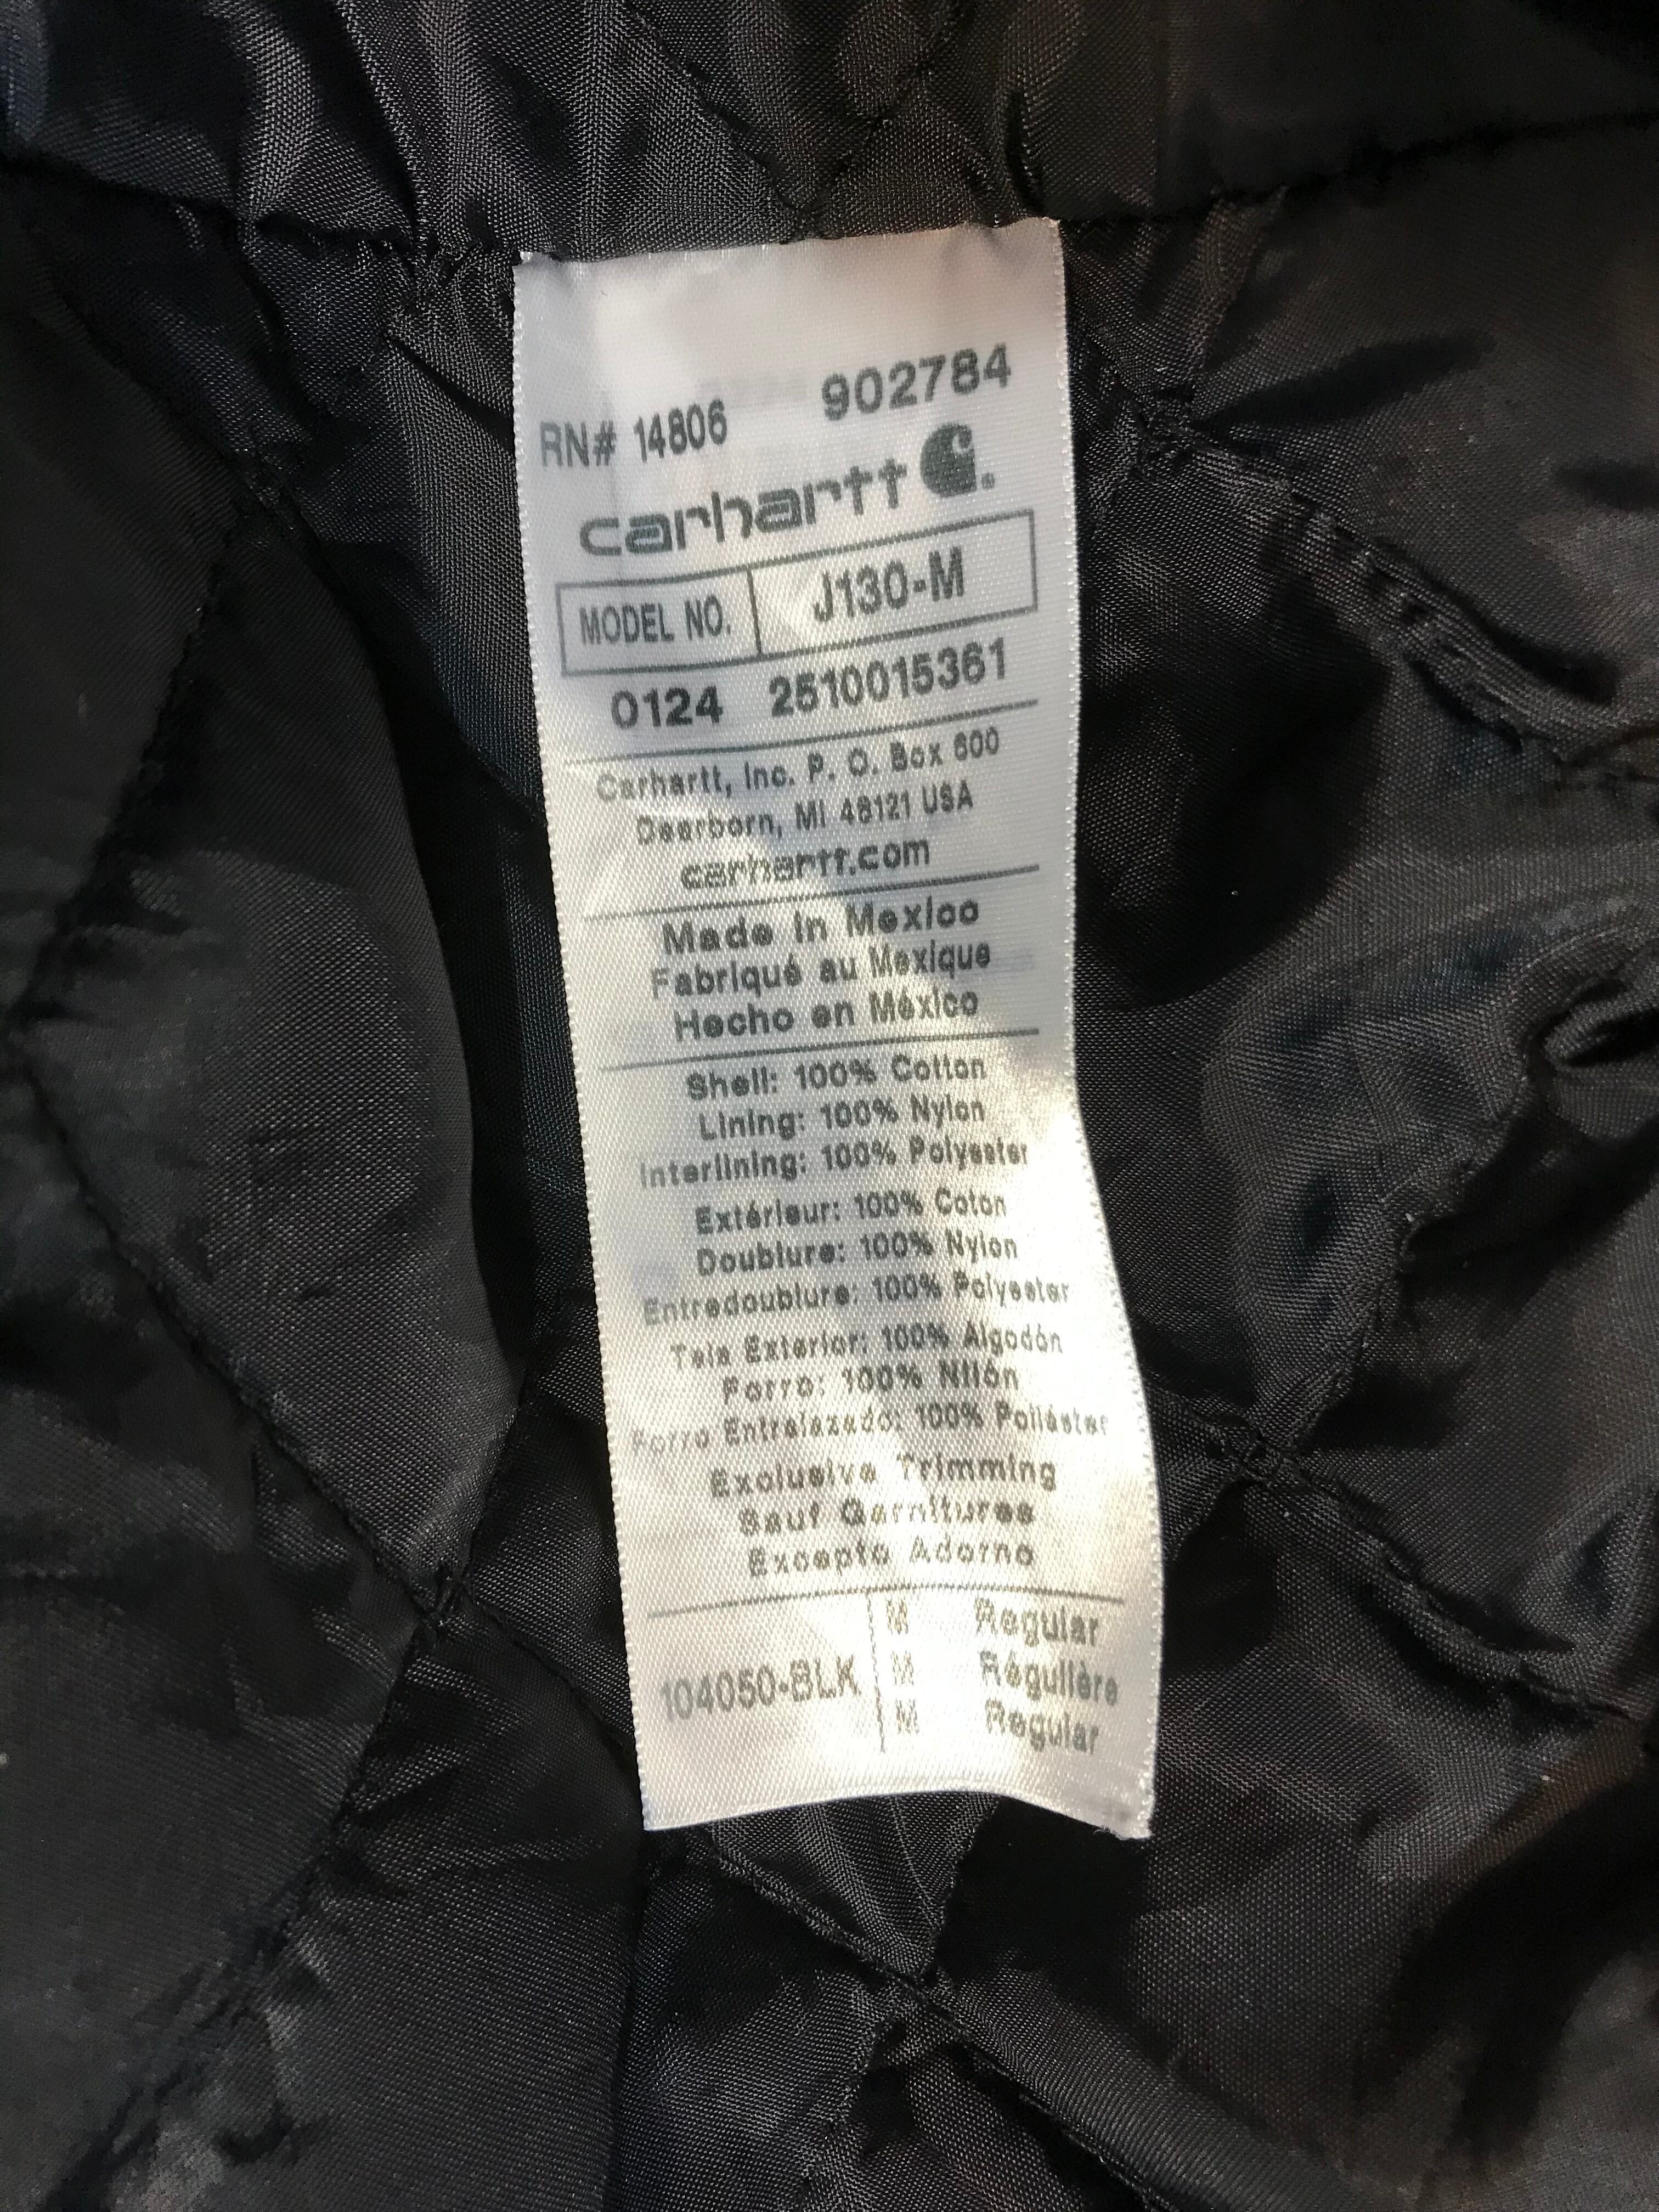 RN# 14806 902784
carhartt
MODEL NO. J130-M
0124 2510015361
Carhartt, Inc. P. O. Box 600
Dearborn, MI 48121 USA
carhartt.com
Made In Mexico
Fabriqué au Mexique
Hecho en México
Shell: 100% Cotton
Lining: 100% Nylon
Interlining: 100% Polyester
Extérieur: 100% Coton
Doublure: 100% Nylon
Entredoublure: 100% Polyester
Tela Exterior: 100% Algodón
Forro: 100% Nilón
Forro Entrelazado: 100% Poliéster
Exclusive Trimming
Sauf Garnitures
Excepto Adorno
M Regular
104050-BLK M Régulière
M Regular